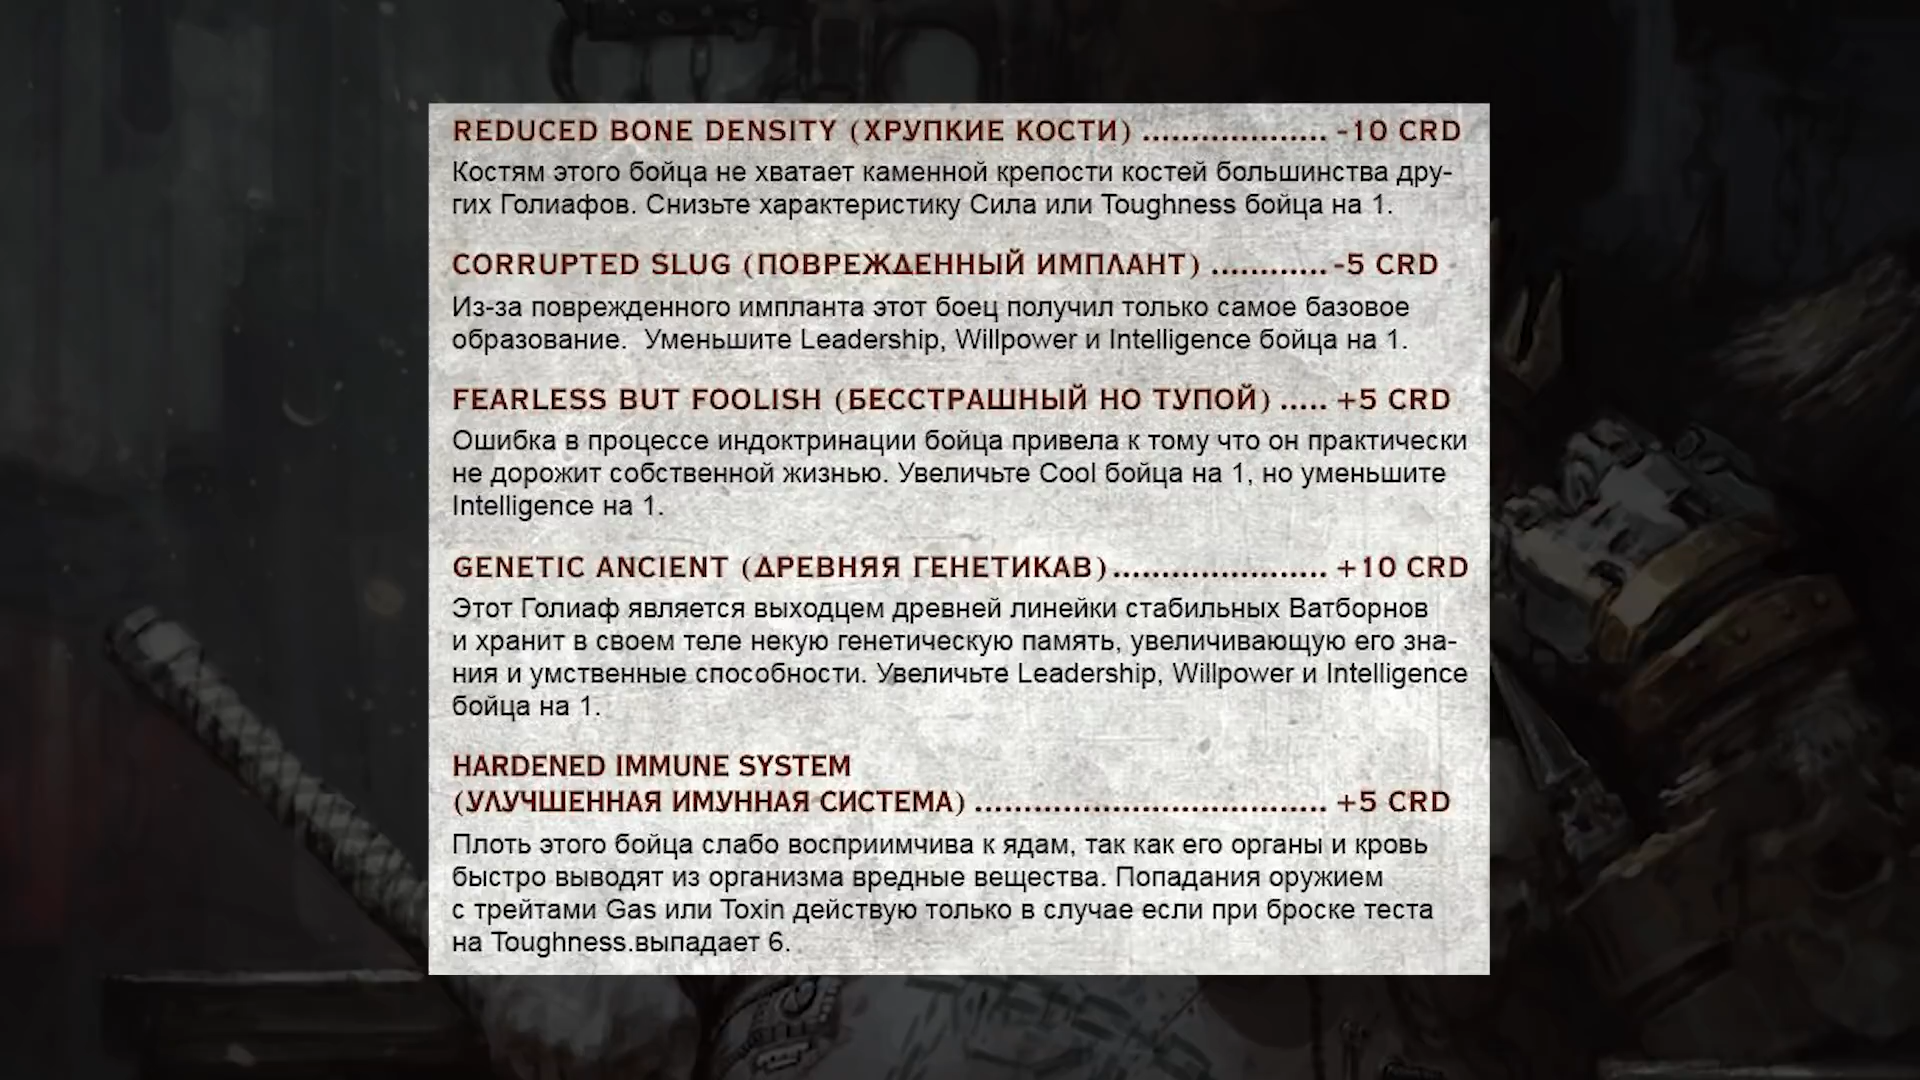 REDUCED BONE DENSITY (ХРУПКИЕ КОСТИ) ................... -10 CRD
Костям этого бойца не хватает каменной крепости костей большинства дру-
гих Голиафов. Снизьте характеристику Сила или Toughness бойца на 1.
CORRUPTED SLUG (ПОВРЕЖДЕННЫЙ ИМПЛАНТ) ............ -5 CRD
Из-за поврежденного импланта этот боец получил только самое базовое
образование. Уменьшите Leadership, Willpower и Intelligence бойца на 1.
FEARLESS BUT FOOLISH (БЕССТРАШНЫЙ НО ТУПОЙ) ..... +5 CRD
Ошибка в процессе индоктринации бойца привела к тому что он практически
не дорожит собственной жизнью. Увеличьте Cool бойца на 1, но уменьшите
Intelligence на 1.
GENETIC ANCIENT (ДРЕВНЯЯ ГЕНЕТИКАВ)...................... +10 CRD
Этот Голиаф является выходцем древней линейки стабильных Ватборнов
и хранит в своем теле некую генетическую память, увеличивающую его зна-
ния и умственные способности. Увеличьте Leadership, Willpower и Intelligence
бойца на 1.
HARDENED IMMUNE SYSTEM
(УЛУЧШЕННАЯ ИМУННАЯ СИСТЕМА) .................................... +5 CRD
Плоть этого бойца слабо восприимчива к ядам, так как его органы и кровь
быстро выводят из организма вредные вещества. Попадания оружием
с трейтами Gas или Toxin действую только в случае если при броске теста
на Toughness.выпадает 6.